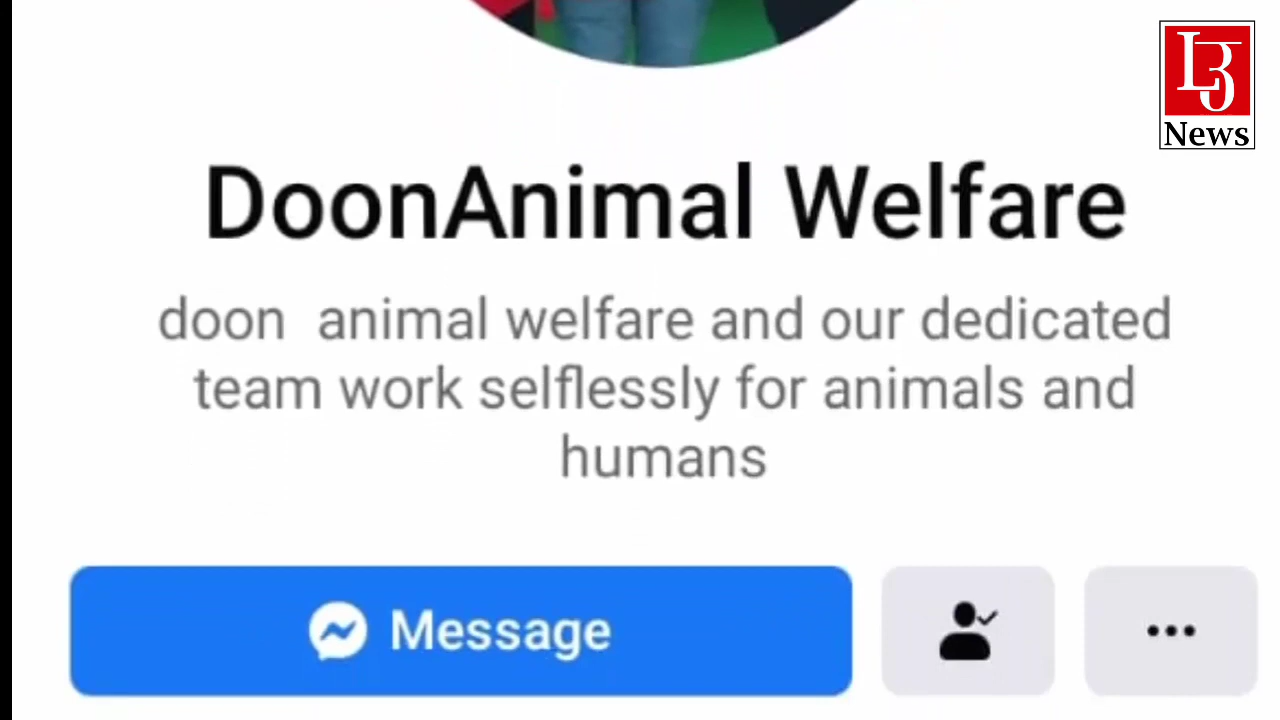 DoonAnimal Welfare
doon animal welfare and our dedicated
team work selflessly for animals and
humans
Message
News